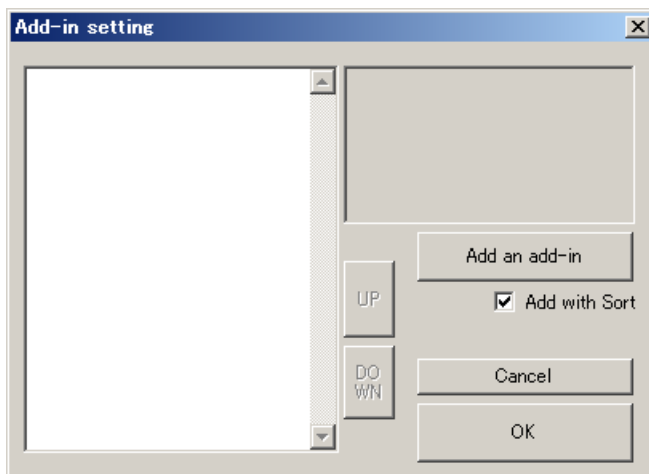 Add-in setting
Add an add-in
UP
Add with Sort
DO
WN
Cancel
OK